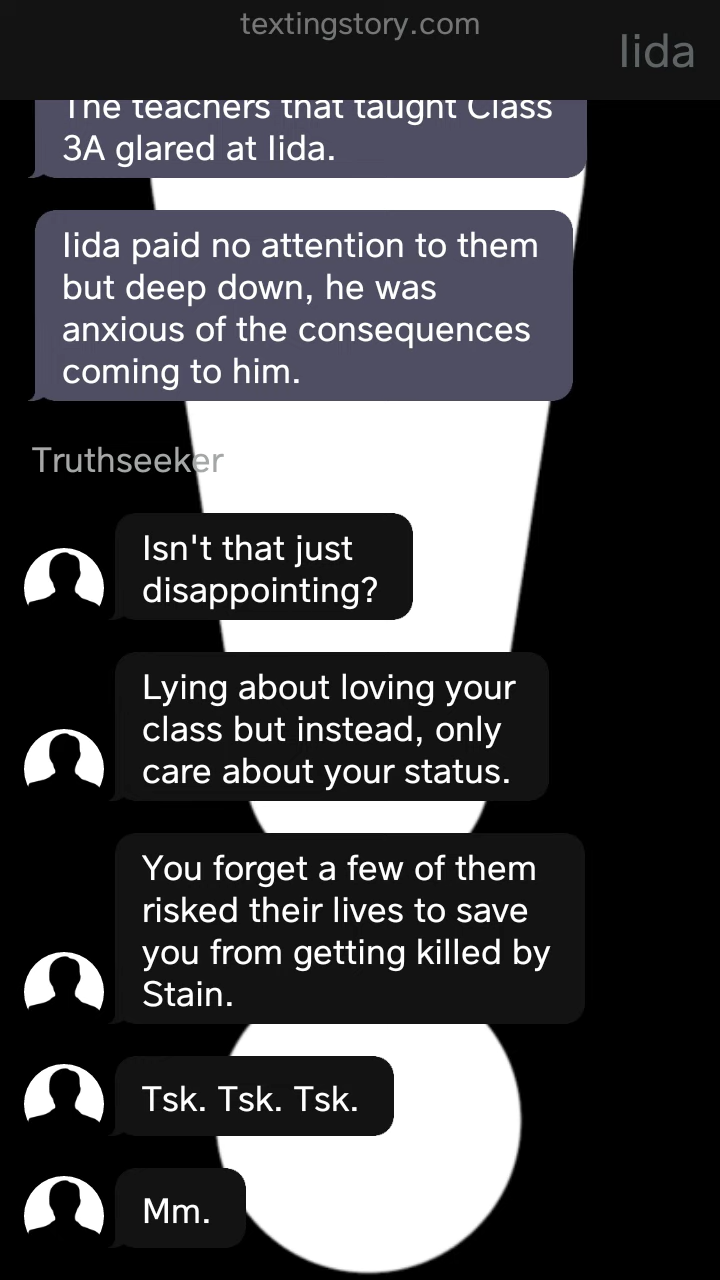 textingstory.com
Iida
The teachers that taught Class
3A glared at Iida.
Iida paid no attention to them
but deep down, he was
anxious of the consequences
coming to him.
Truthseeker
Isn't that just
disappointing?
Lying about loving your
class but instead, only
care about your status.
You forget a few of them
risked their lives to save
you from getting killed by
Stain.
Tsk. Tsk. Tsk.
Mm.